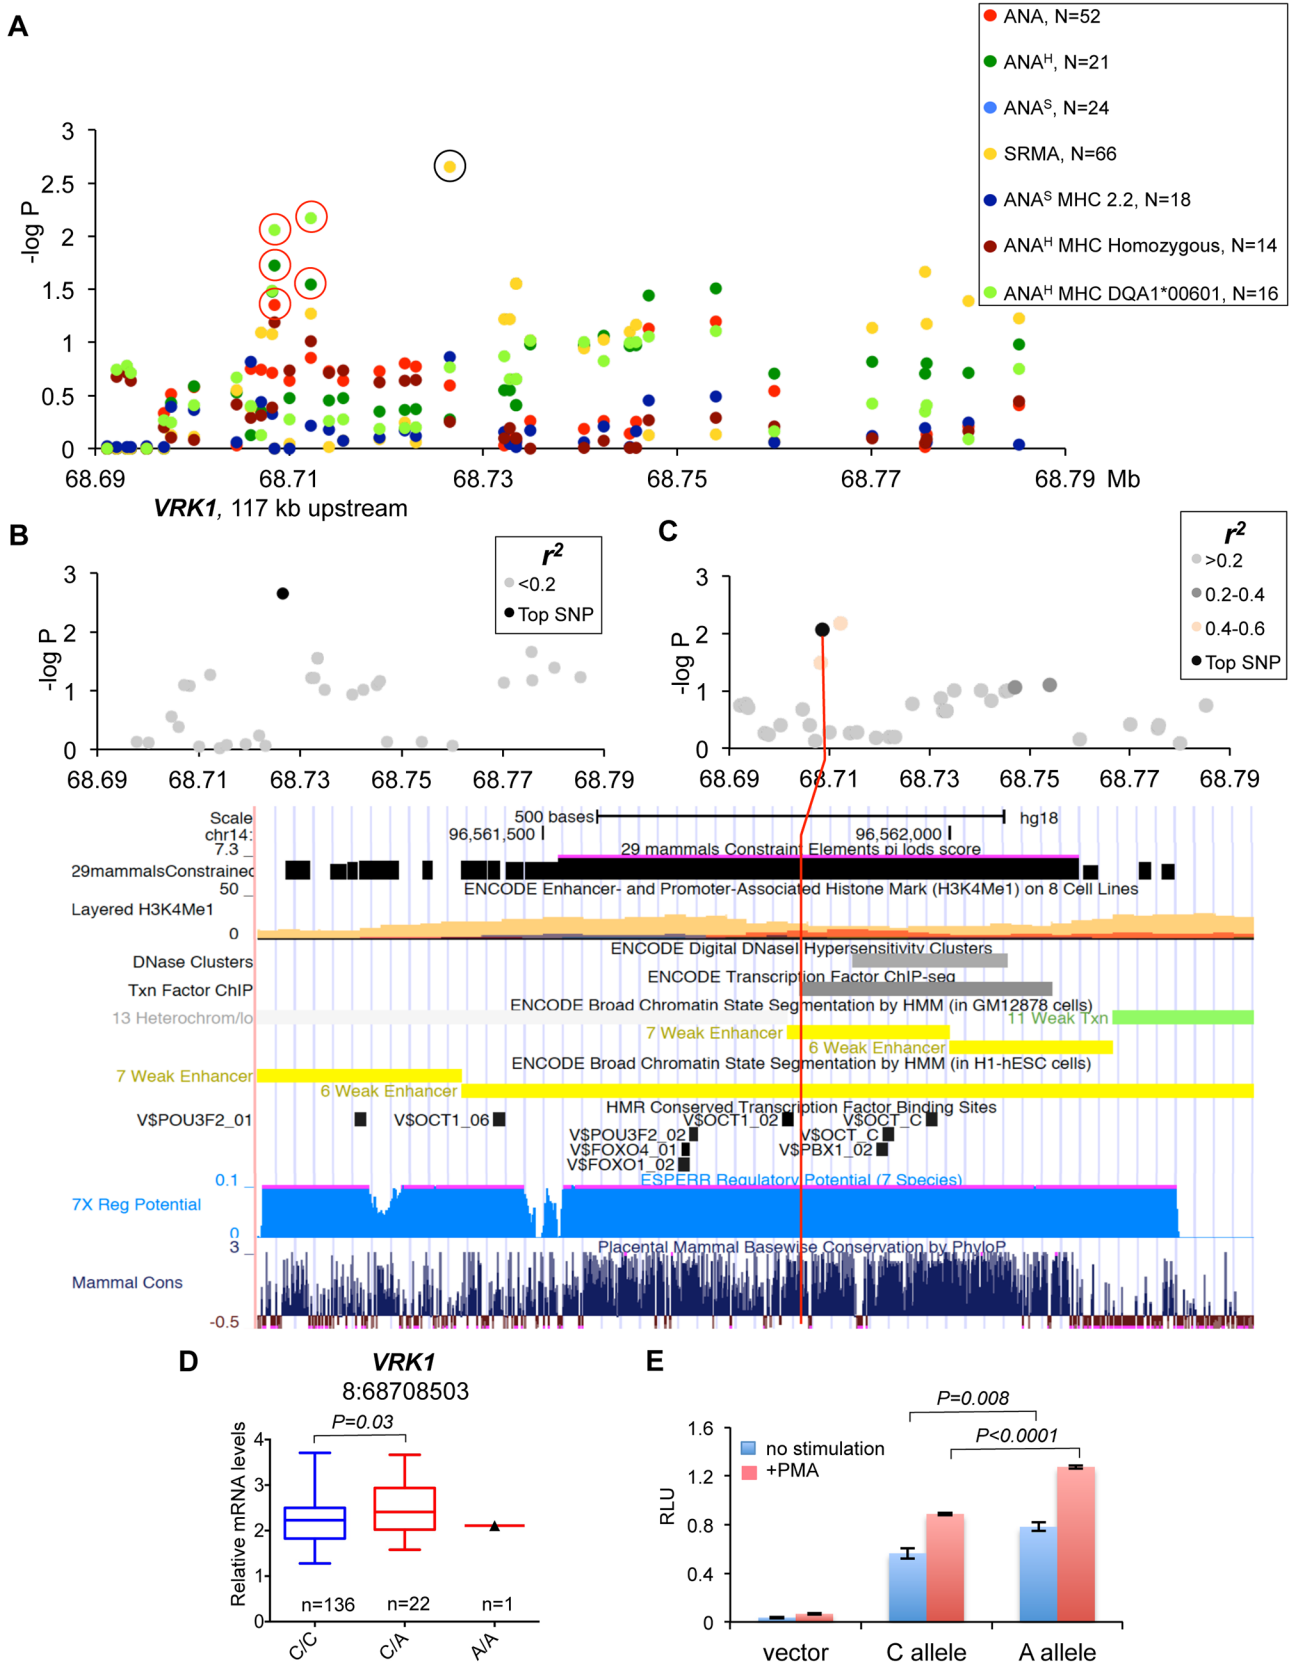 A
ANA, N=52
ANAᴴ, N=21
ANAˢ, N=24
SRMA, N=66
ANAˢ MHC 2.2, N=18
ANAᴴ MHC Homozygous, N=14
ANAᴴ MHC DQA1*00601, N=16
-log P
3
2.5
2
1.5
1
0.5
0
68.69 68.71 68.73 68.75 68.77 68.79 Mb
VRK1, 117 kb upstream
B
r²
<0.2
Top SNP
-log P
3
2
1
0
68.69 68.71 68.73 68.75 68.77 68.79
C
r²
>0.2
0.2-0.4
0.4-0.6
Top SNP
-log P
3
2
1
0
68.69 68.71 68.73 68.75 68.77 68.79
Scale 500 bases hg18
chr14: 96,561,500 96,562,000
7.3 29 mammals Constraint Elements pi lods score
29mammalsConstrained
50 ENCODE Enhancer- and Promoter-Associated Histone Mark (H3K4Me1) on 8 Cell Lines
Layered H3K4Me1
0
ENCODE Digital DNaseI Hypersensitivity Clusters
DNase Clusters
ENCODE Transcription Factor ChIP-seq
Txn Factor ChIP
ENCODE Broad Chromatin State Segmentation by HMM (in GM12878 cells)
13 Heterochrom/lo 11 Weak Txn
7 Weak Enhancer
6 Weak Enhancer
ENCODE Broad Chromatin State Segmentation by HMM (in H1-hESC cells)
7 Weak Enhancer
6 Weak Enhancer
HMR Conserved Transcription Factor Binding Sites
V$POU3F2_01 V$OCT1_06 V$OCT1_02 V$OCT_C
V$POU3F2_02 V$OCT_C
V$FOXO4_01 V$PBX1_02
V$FOXO1_02
0.1 ESPERR Regulatory Potential (7 Species)
7X Reg Potential
0
3 Placental Mammal Basewise Conservation by PhyloP
Mammal Cons
-0.5
D
VRK1
8:68708503
P=0.03
Relative mRNA levels
4
3
2
1
0
n=136 n=22 n=1
C/C C/A A/A
E
P=0.008
P<0.0001
no stimulation
+PMA
RLU
1.6
1.2
0.8
0.4
0
vector C allele A allele